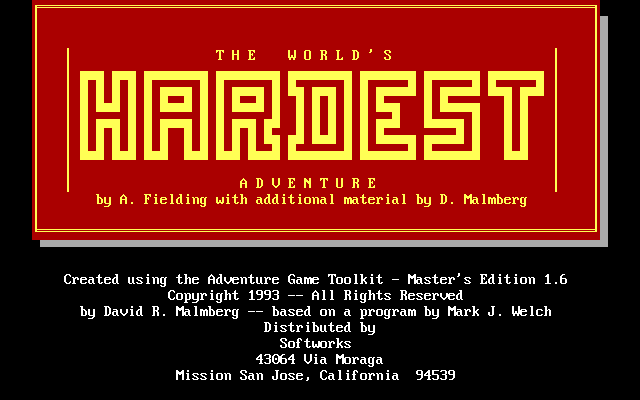 THE WORLD'S
HARDEST
ADVENTURE
by A. Fielding with additional material by D. Malmberg
Created using the Adventure Game Toolkit - Master's Edition 1.6
Copyright 1993 -- All Rights Reserved
by David R. Malmberg -- based on a program by Mark J. Welch
Distributed by
Softworks
43064 Via Moraga
Mission San Jose, California  94539